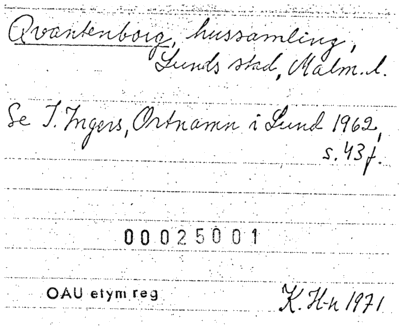 Qvantenborg, hussamling,
Lunds stad, Malm. l.
Se I. Ingers, Ortnamn i Lund 1962,
s. 43 f.
00025001
OAU etym reg
K. H-n 1971